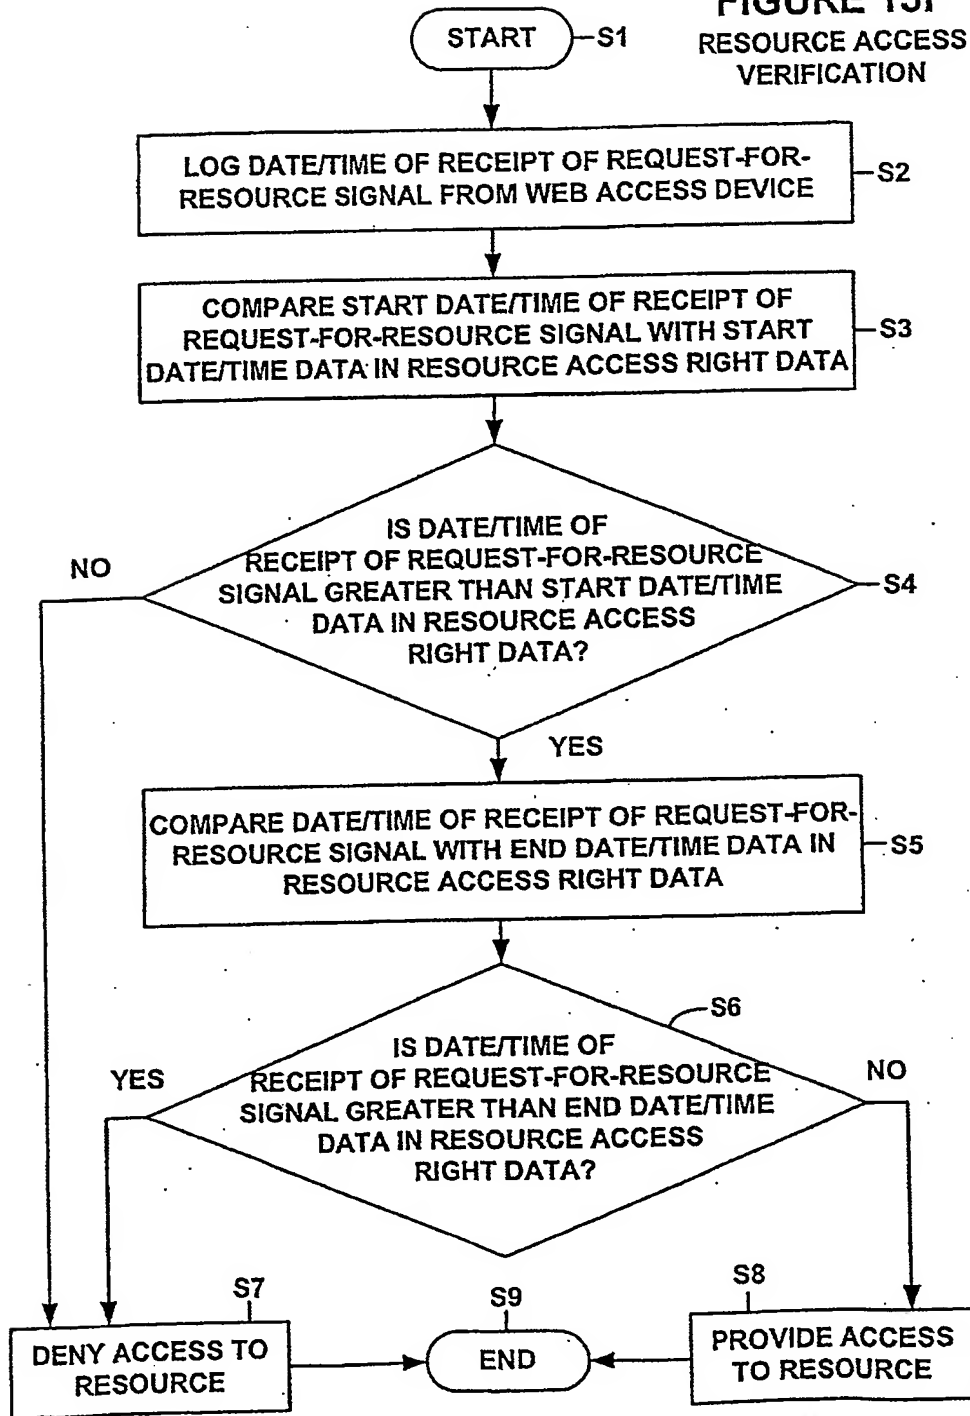 FIGURE
RESOURCE ACCESS
VERIFICATION
START
S1
LOG DATE/TIME OF RECEIPT OF REQUEST-FOR-
RESOURCE SIGNAL FROM WEB ACCESS DEVICE
S2
COMPARE START DATE/TIME OF RECEIPT OF
REQUEST-FOR-RESOURCE SIGNAL WITH START
DATE/TIME DATA IN RESOURCE ACCESS RIGHT DATA
S3
IS DATE/TIME OF
RECEIPT OF REQUEST-FOR-RESOURCE
SIGNAL GREATER THAN START DATE/TIME
DATA IN RESOURCE ACCESS
RIGHT DATA?
S4
NO
YES
COMPARE DATE/TIME OF RECEIPT OF REQUEST-FOR-
RESOURCE SIGNAL WITH END DATE/TIME DATA IN
RESOURCE ACCESS RIGHT DATA
S5
S6
IS DATE/TIME OF
RECEIPT OF REQUEST-FOR-RESOURCE
SIGNAL GREATER THAN END DATE/TIME
DATA IN RESOURCE ACCESS
RIGHT DATA?
YES
NO
S7
DENY ACCESS TO
RESOURCE
S9
END
S8
PROVIDE ACCESS
TO RESOURCE